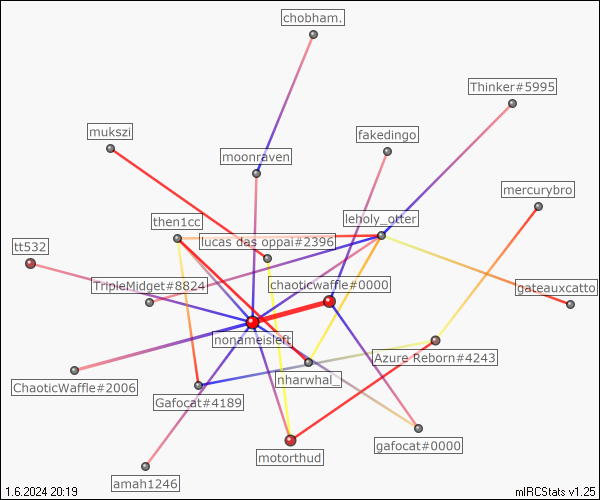 chobham.
Thinker#5995
mukszi
fakedingo
moonraven
mercurybro
then1cc
leholy_otter
lucas das oppai#2396
tt532
TripleMidget#8824
chaoticwaffle#0000
gateauxcatto
nonameisleft
Azure Reborn#4243
ChaoticWaffle#2006
nharwhal_
Gafocat#4189
gafocat#0000
motorthud
amah1246
1.6.2024 20:19
mIRCStats v1.25